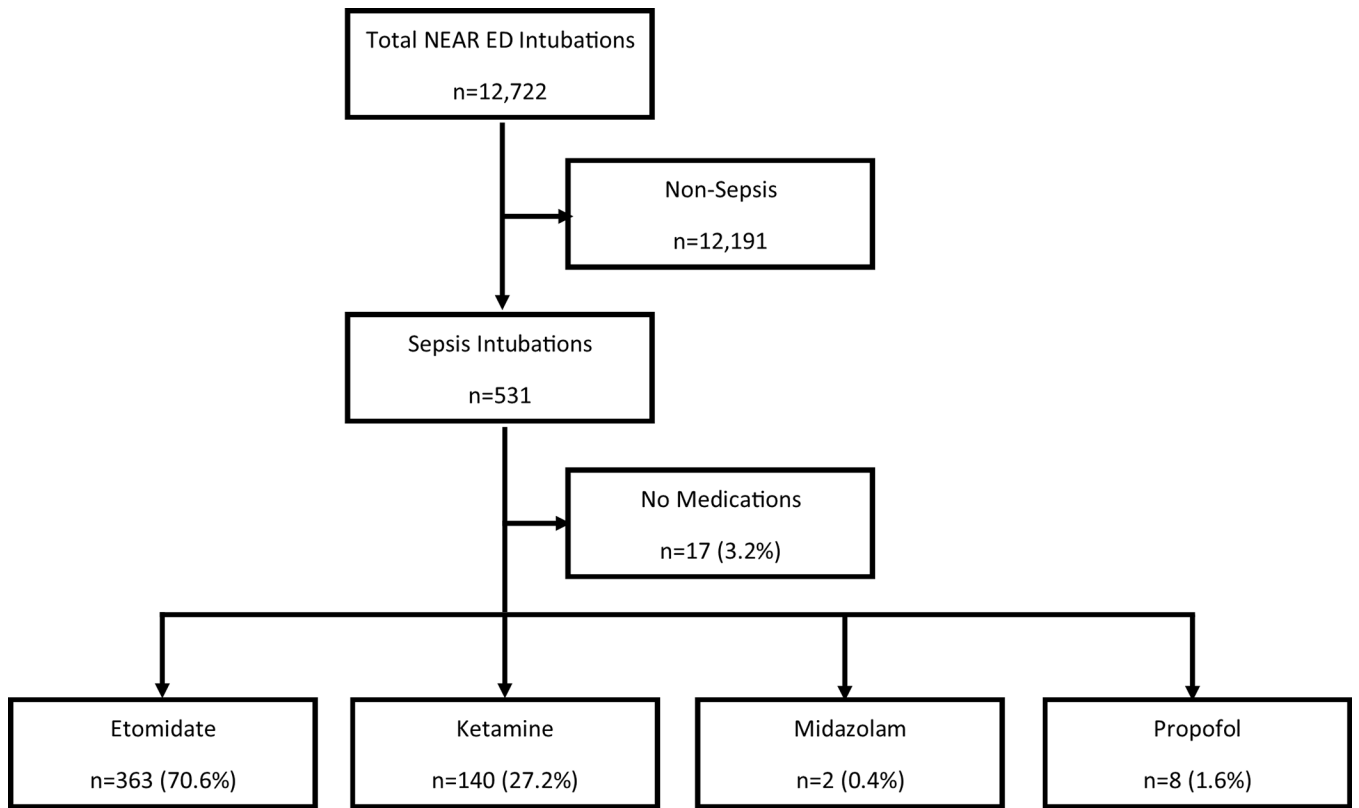 Total NEAR ED Intubations
n=12,722
Non-Sepsis
n=12,191
Sepsis Intubations
n=531
No Medications
n=17 (3.2%)
Etomidate
n=363 (70.6%)
Ketamine
n=140 (27.2%)
Midazolam
n=2 (0.4%)
Propofol
n=8 (1.6%)